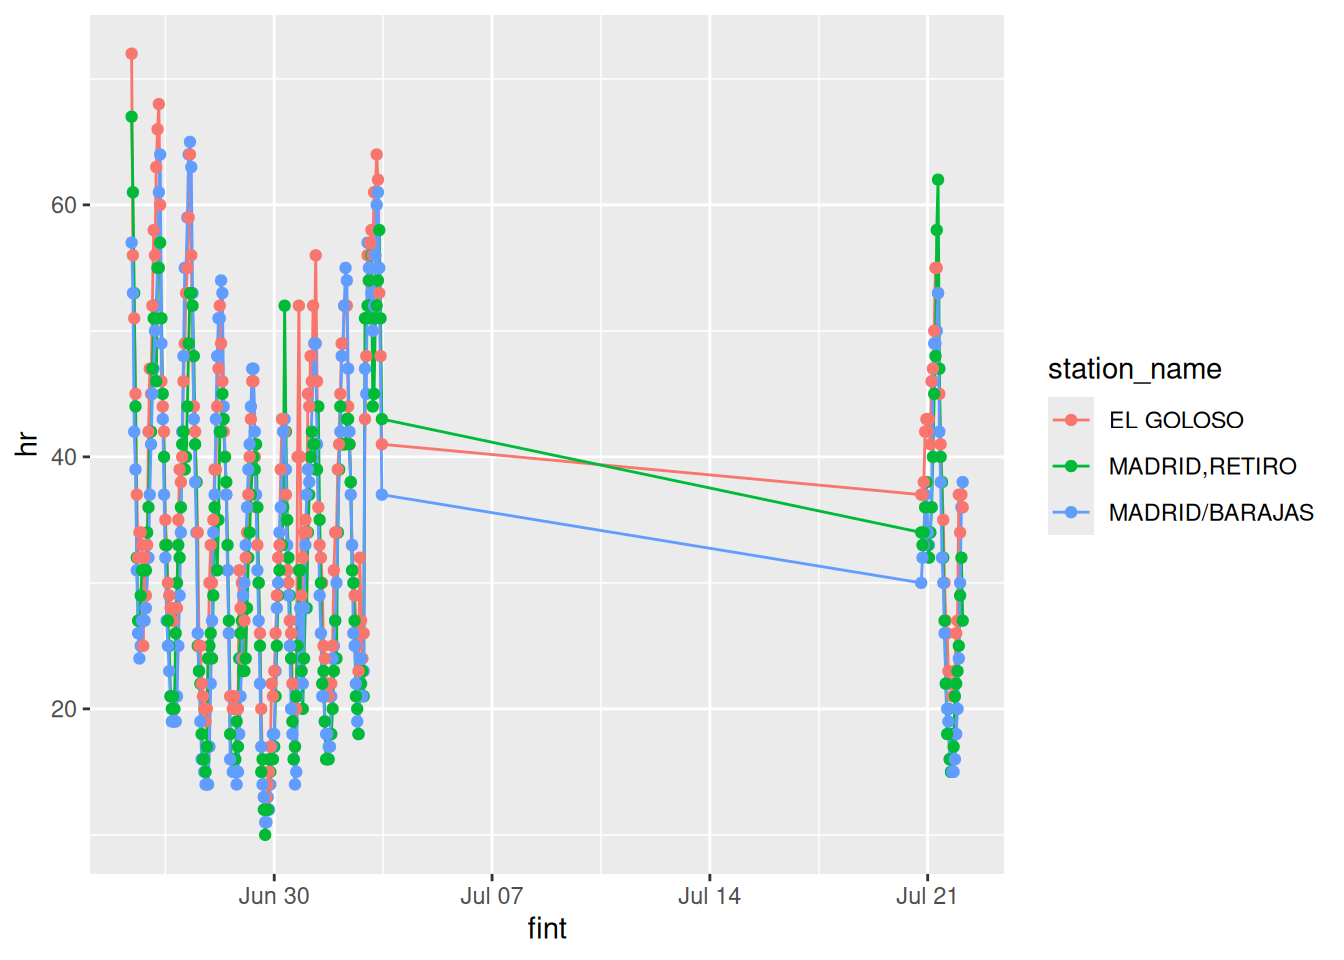 60
40
20
hr
Jun 30
Jul 07
Jul 14
Jul 21
fint
station_name
EL GOLOSO
MADRID,RETIRO
MADRID/BARAJAS